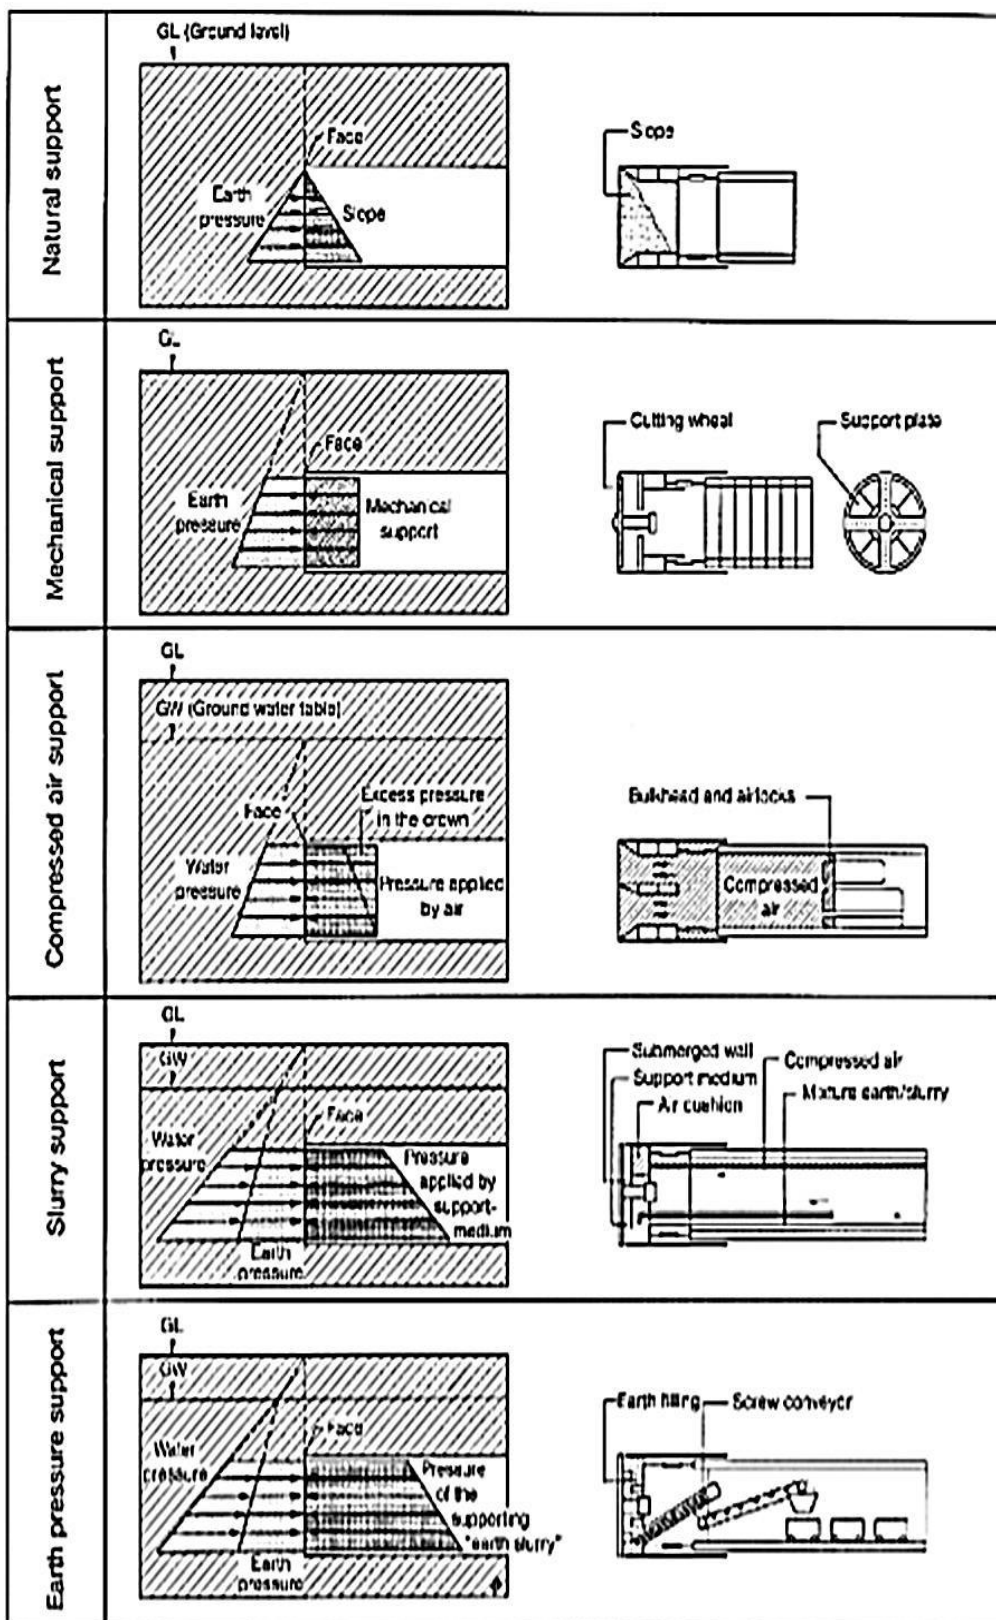 Natural support
GL (Ground level)
Face
Earth
pressure
Slope
Slope
Mechanical support
GL
Face
Earth
pressure
Mechanical
support
Cutting wheel
Support plate
Compressed air support
GL
GW (Ground water table)
Face
Excess pressure
in the crown
Water
pressure
Pressure applied
by air
Bulkhead and airlocks
Compressed
air
Slurry support
GL
GW
Face
Water
pressure
Pressure
applied by
support-
medium
Earth
pressure
Submerged wall
Support medium
Air cushion
Compressed air
Mixture earth/slurry
Earth pressure support
GL
GW
Face
Water
pressure
Pressure
of the
supporting
"earth slurry"
Earth
pressure
Earth filling
Screw conveyor